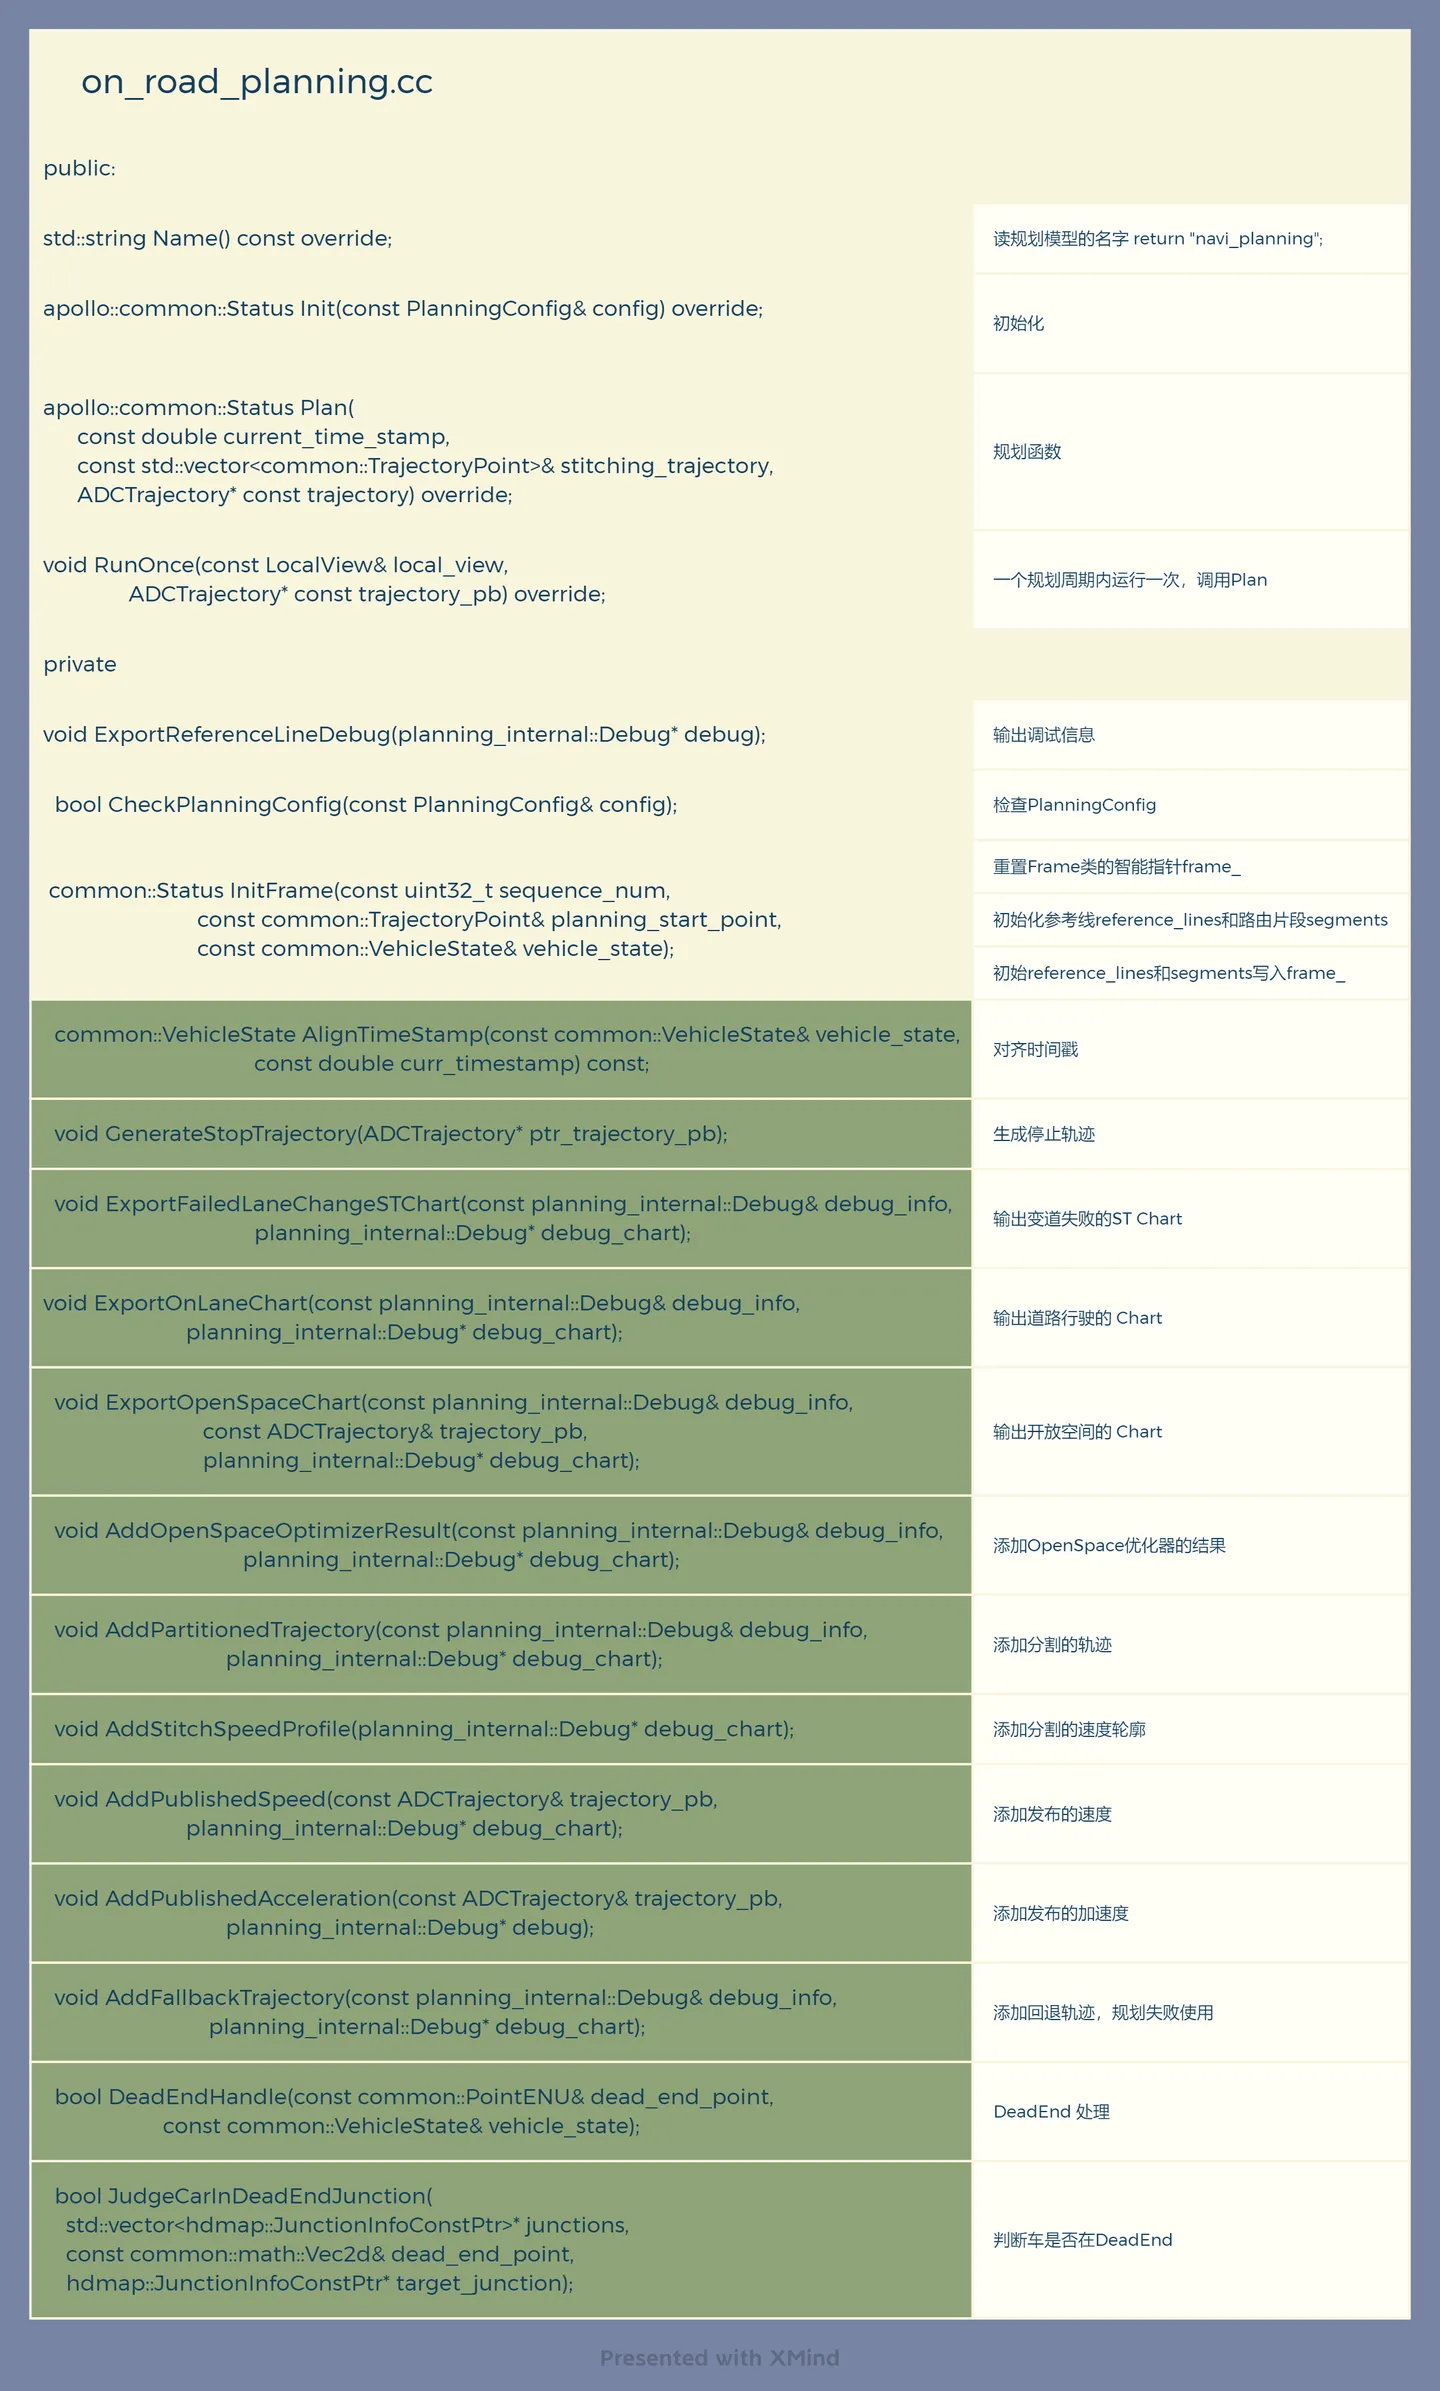 on_road_planning.cc
public:
std::string Name() const override;
读规划模型的名字 return "navi_planning";
apollo::common::Status Init(const PlanningConfig& config) override;
初始化
apollo::common::Status Plan(
const double current_time_stamp,
const std::vector<common::TrajectoryPoint>& stitching_trajectory,
ADCTrajectory* const trajectory) override;
规划函数
void RunOnce(const LocalView& local_view,
ADCTrajectory* const trajectory_pb) override;
一个规划周期内运行一次，调用Plan
private
void ExportReferenceLineDebug(planning_internal::Debug* debug);
输出调试信息
bool CheckPlanningConfig(const PlanningConfig& config);
检查PlanningConfig
common::Status InitFrame(const uint32_t sequence_num,
const common::TrajectoryPoint& planning_start_point,
const common::VehicleState& vehicle_state);
重置Frame类的智能指针frame_
初始化参考线reference_lines和路由片段segments
初始reference_lines和segments写入frame_
common::VehicleState AlignTimeStamp(const common::VehicleState& vehicle_state,
const double curr_timestamp) const;
对齐时间戳
void GenerateStopTrajectory(ADCTrajectory* ptr_trajectory_pb);
生成停止轨迹
void ExportFailedLaneChangeSTChart(const planning_internal::Debug& debug_info,
planning_internal::Debug* debug_chart);
输出变道失败的ST Chart
void ExportOnLaneChart(const planning_internal::Debug& debug_info,
planning_internal::Debug* debug_chart);
输出道路行驶的 Chart
void ExportOpenSpaceChart(const planning_internal::Debug& debug_info,
const ADCTrajectory& trajectory_pb,
planning_internal::Debug* debug_chart);
输出开放空间的 Chart
void AddOpenSpaceOptimizerResult(const planning_internal::Debug& debug_info,
planning_internal::Debug* debug_chart);
添加OpenSpace优化器的结果
void AddPartitionedTrajectory(const planning_internal::Debug& debug_info,
planning_internal::Debug* debug_chart);
添加分割的轨迹
void AddStitchSpeedProfile(planning_internal::Debug* debug_chart);
添加分割的速度轮廓
void AddPublishedSpeed(const ADCTrajectory& trajectory_pb,
planning_internal::Debug* debug_chart);
添加发布的速度
void AddPublishedAcceleration(const ADCTrajectory& trajectory_pb,
planning_internal::Debug* debug);
添加发布的加速度
void AddFallbackTrajectory(const planning_internal::Debug& debug_info,
planning_internal::Debug* debug_chart);
添加回退轨迹，规划失败使用
bool DeadEndHandle(const common::PointENU& dead_end_point,
const common::VehicleState& vehicle_state);
DeadEnd 处理
bool JudgeCarInDeadEndJunction(
std::vector<hdmap::JunctionInfoConstPtr>* junctions,
const common::math::Vec2d& dead_end_point,
hdmap::JunctionInfoConstPtr* target_junction);
判断车是否在DeadEnd
Presented with XMind